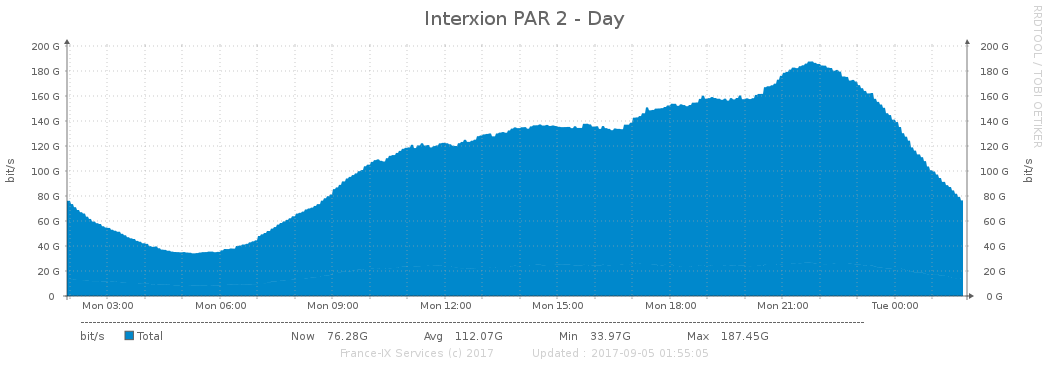 Interxion PAR 2 - Day
RRDTOOL / TOBI OETIKER
200 G 200 G
180 G 180 G
160 G 160 G
140 G 140 G
120 G 120 G
100 G 100 G
80 G 80 G
60 G 60 G
40 G 40 G
20 G 20 G
0 0 G
bit/s
bit/s
Mon 03:00 Mon 06:00 Mon 09:00 Mon 12:00 Mon 15:00 Mon 18:00 Mon 21:00 Tue 00:00
bit/s Total Now 76.28G Avg 112.07G Min 33.97G Max 187.45G
France-IX Services (c) 2017 Updated : 2017-09-05 01:55:05